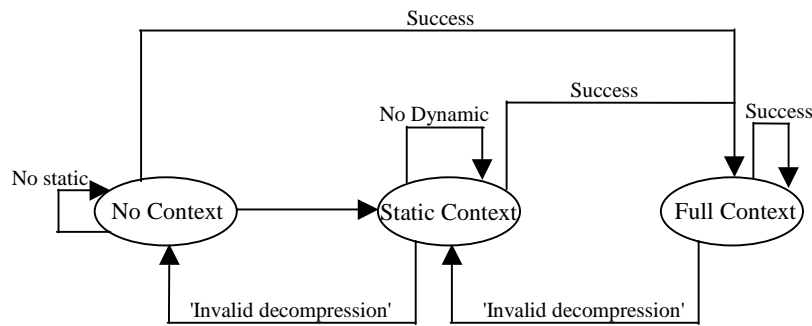 Success
Success
No Dynamic
Success
No static
No Context
Static Context
Full Context
'Invalid decompression'
'Invalid decompression'